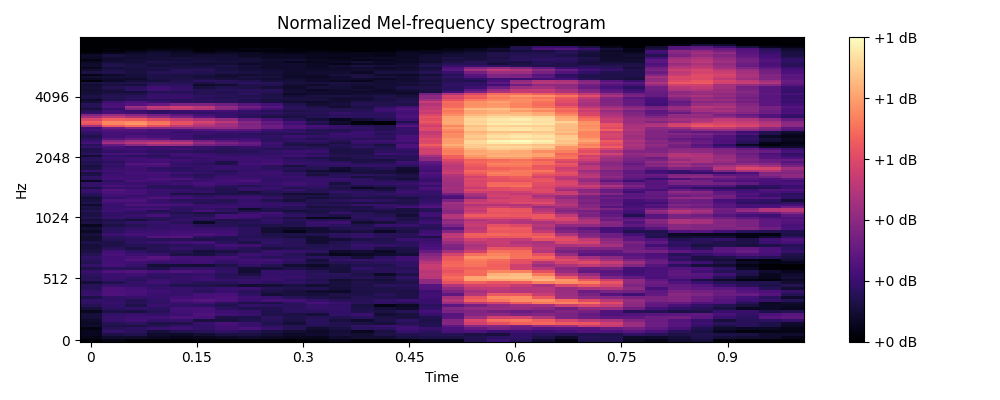 Normalized Mel-frequency spectrogram
Hz
4096
2048
1024
512
0
0 0.15 0.3 0.45 0.6 0.75 0.9
Time
+1 dB
+1 dB
+1 dB
+0 dB
+0 dB
+0 dB